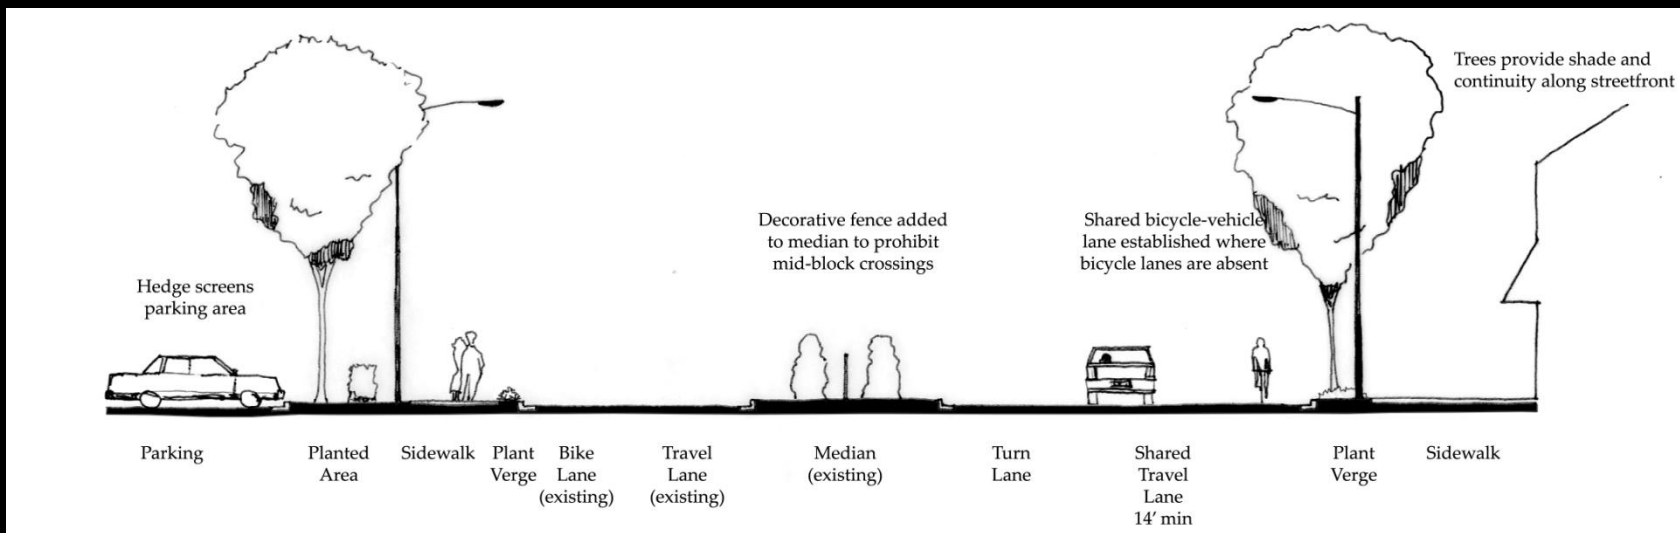 Trees provide shade and
continuity along streetfront
Decorative fence added
to median to prohibit
mid-block crossings
Shared bicycle-vehicle
lane established where
bicycle lanes are absent
Hedge screens
parking area
Parking
Planted
Area
Sidewalk
Plant
Verge
Bike
Lane
(existing)
Travel
Lane
(existing)
Median
(existing)
Turn
Lane
Shared
Travel
Lane
14' min
Plant
Verge
Sidewalk